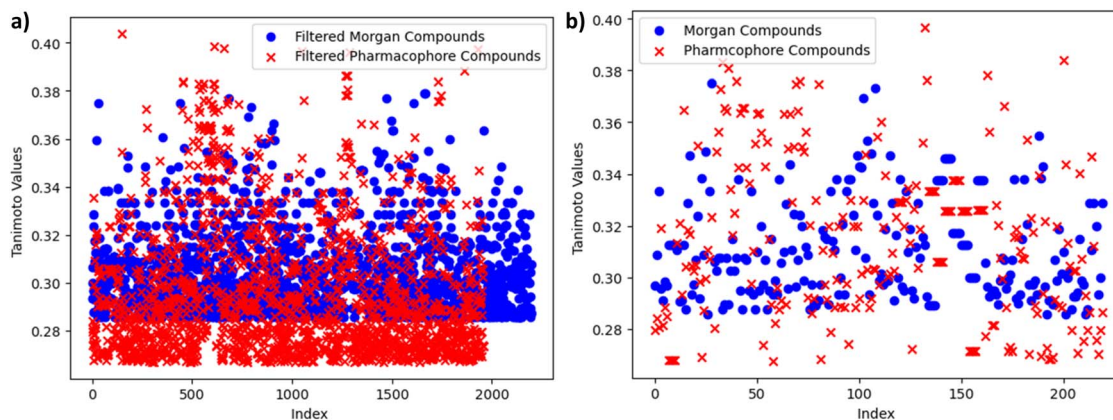 a)
Filtered Morgan Compounds
Filtered Pharmacophore Compounds
0.40
0.38
0.36
0.34
0.32
0.30
0.28
Tanimoto Values
0
500
1000
1500
2000
Index
b)
Morgan Compounds
Pharmcophore Compounds
0.40
0.38
0.36
0.34
0.32
0.30
0.28
Tanimoto Values
0
50
100
150
200
Index